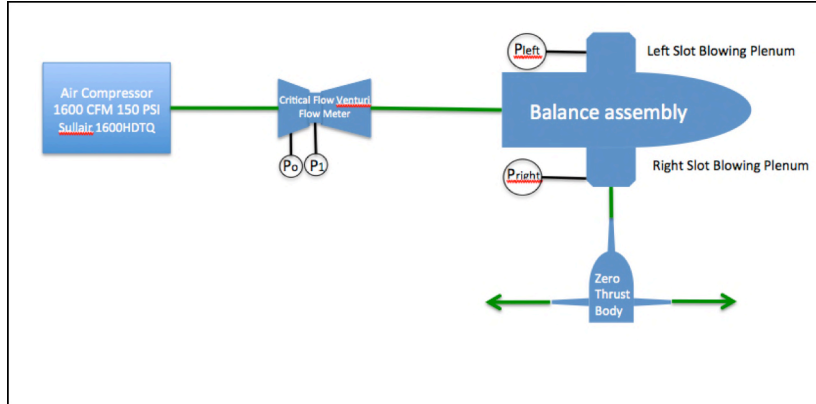 Air Compressor
1600 CFM 150 PSI
Sullair 1600HDTQ
Critical Flow Venturi
Flow Meter
Po
P1
Pleft
Left Slot Blowing Plenum
Balance assembly
Pright
Right Slot Blowing Plenum
Zero
Thrust
Body